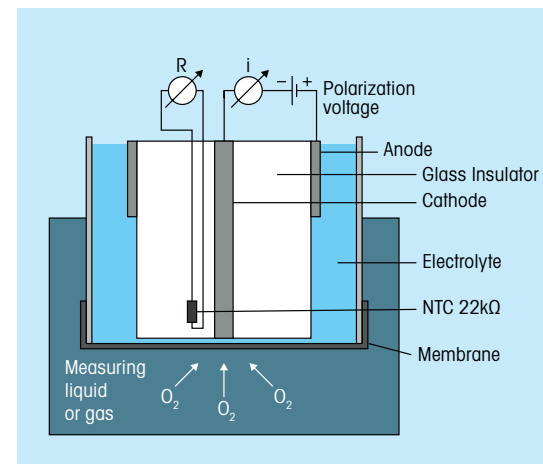 R
i
− +
Polarization
voltage
Anode
Glass Insulator
Cathode
Electrolyte
NTC 22kΩ
Membrane
Measuring
liquid
or gas
O₂
O₂
O₂